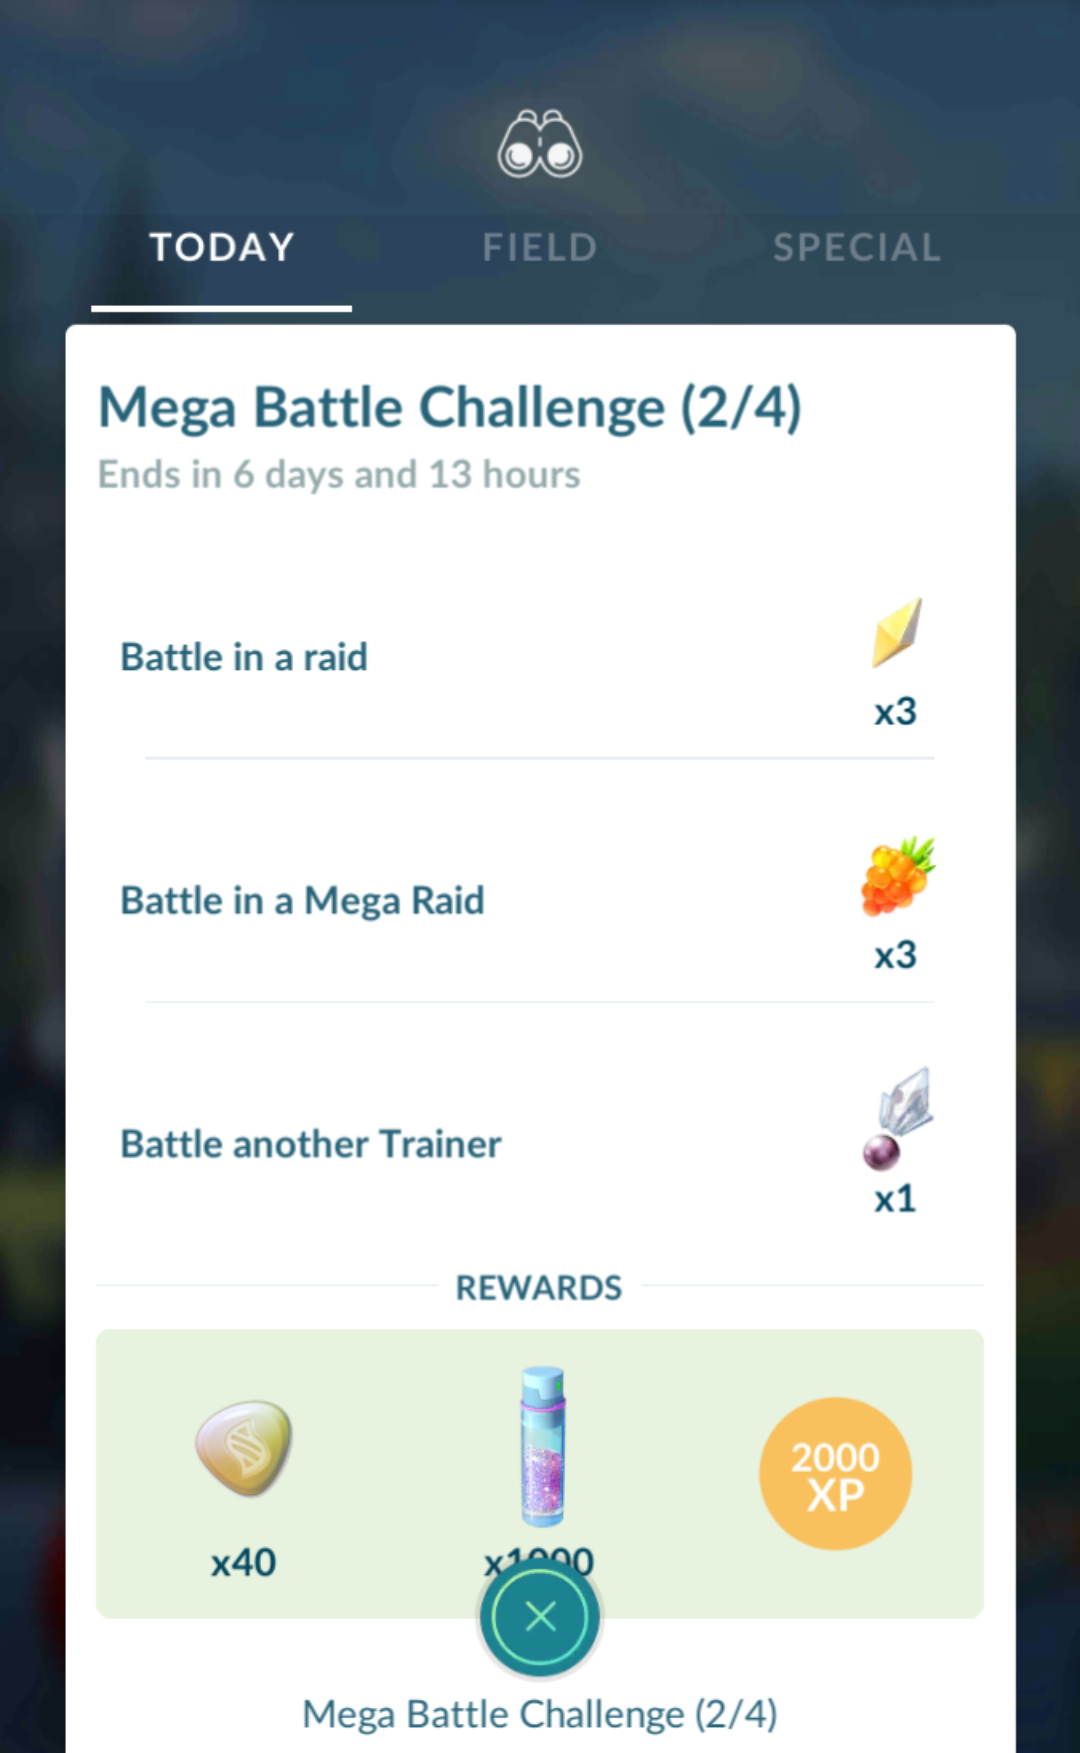 TODAY
FIELD
SPECIAL
Mega Battle Challenge (2/4)
Ends in 6 days and 13 hours
Battle in a raid
x3
Battle in a Mega Raid
x3
Battle another Trainer
x1
REWARDS
x40
x1000
2000
XP
Mega Battle Challenge (2/4)